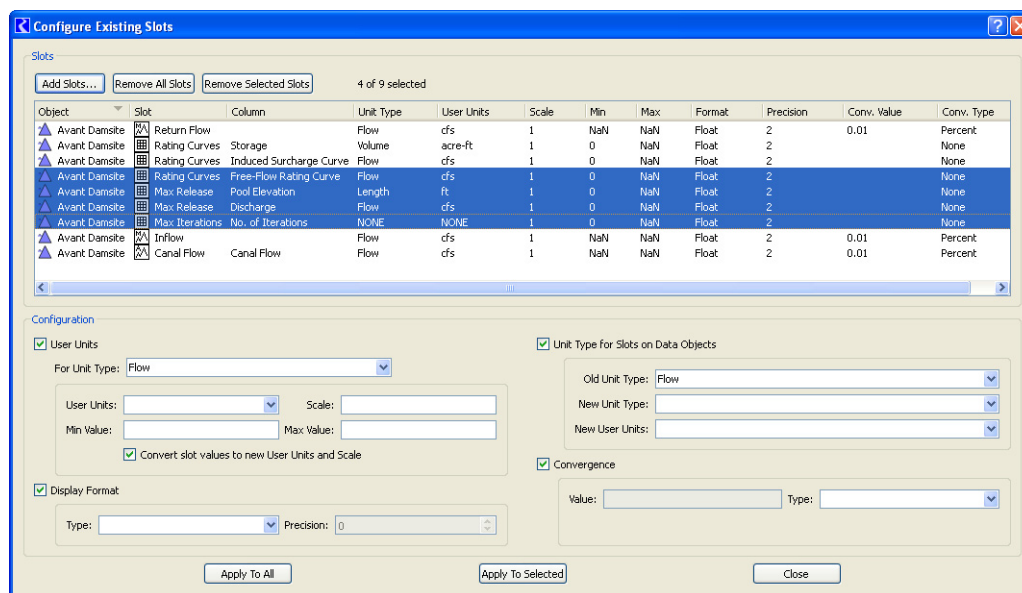 Configure Existing Slots
Slots
Add Slots... Remove All Slots Remove Selected Slots 4 of 9 selected
Object Slot Column Unit Type User Units Scale Min Max Format Precision Conv. Value Conv. Type
Avant Damsite Return Flow Flow cfs 1 NaN NaN Float 2 0.01 Percent
Avant Damsite Rating Curves Storage Volume acre-ft 1 0 NaN Float 2 None
Avant Damsite Rating Curves Induced Surcharge Curve Flow cfs 1 0 NaN Float 2 None
Avant Damsite Rating Curves Free-Flow Rating Curve Flow cfs 1 0 NaN Float 2 None
Avant Damsite Max Release Pool Elevation Length ft 1 0 NaN Float 2 None
Avant Damsite Max Release Discharge Flow cfs 1 0 NaN Float 2 None
Avant Damsite Max Iterations No. of Iterations NONE NONE 1 0 NaN Float 2 None
Avant Damsite Inflow Flow cfs 1 NaN NaN Float 2 0.01 Percent
Avant Damsite Canal Flow Canal Flow Flow cfs 1 NaN NaN Float 2 0.01 Percent
Configuration
User Units
For Unit Type: Flow
User Units: Scale:
Min Value: Max Value:
Convert slot values to new User Units and Scale
Display Format
Type: Precision: 0
Unit Type for Slots on Data Objects
Old Unit Type: Flow
New Unit Type:
New User Units:
Convergence
Value: Type:
Apply To All Apply To Selected Close